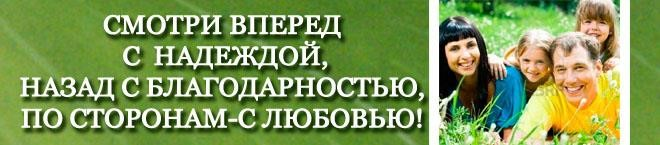 СМОТРИ ВПЕРЕД
С НАДЕЖДОЙ,
НАЗАД С БЛАГОДАРНОСТЬЮ,
ПО СТОРОНАМ-С ЛЮБОВЬЮ!